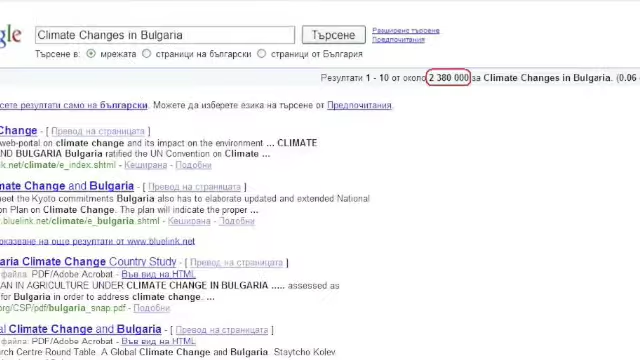 gle Climate Changes in Bulgaria Търсене Разширено търсене
Предпочитания
Търсене в: мрежата страници на български страници от България
Резултати 1 - 10 от около 2 380 000 за Climate Changes in Bulgaria. (0.06
сете резултати само на български. Можете да изберете езика на търсене от Предпочитания.
Change - [ Превод на страницата ]
web-portal on climate change and its impact on the environment ... CLIMATE
ND BULGARIA Bulgaria ratified the UN Convention on Climate ...
nk.net/climate/e_index.shtml - Кеширана - Подобни
mate Change and Bulgaria - [ Превод на страницата ]
meet the Kyoto commitments Bulgaria also has to elaborate updated and extended National
on Plan on Climate Change. The plan will indicate the proper ...
v.bluelink.net/climate/e_bulgaria.shtml - Кеширана - Подобни
оказване на още резултати от www.bluelink.net
aria Climate Change Country Study - [ Превод на страницата ]
файла: PDF/Adobe Acrobat - Във вид на HTML
AN IN AGRICULTURE UNDER CLIMATE CHANGE IN BULGARIA ..... assessed as
for Bulgaria in order to address climate change. ...
org/CSP/pdf/bulgaria_snap.pdf - Подобни
al Climate Change and Bulgaria - [ Превод на страницата ]
файла: PDF/Adobe Acrobat - Във вид на HTML
arch Centre Round Table. A Global Climate Change and Bulgaria. Staytcho Kolev